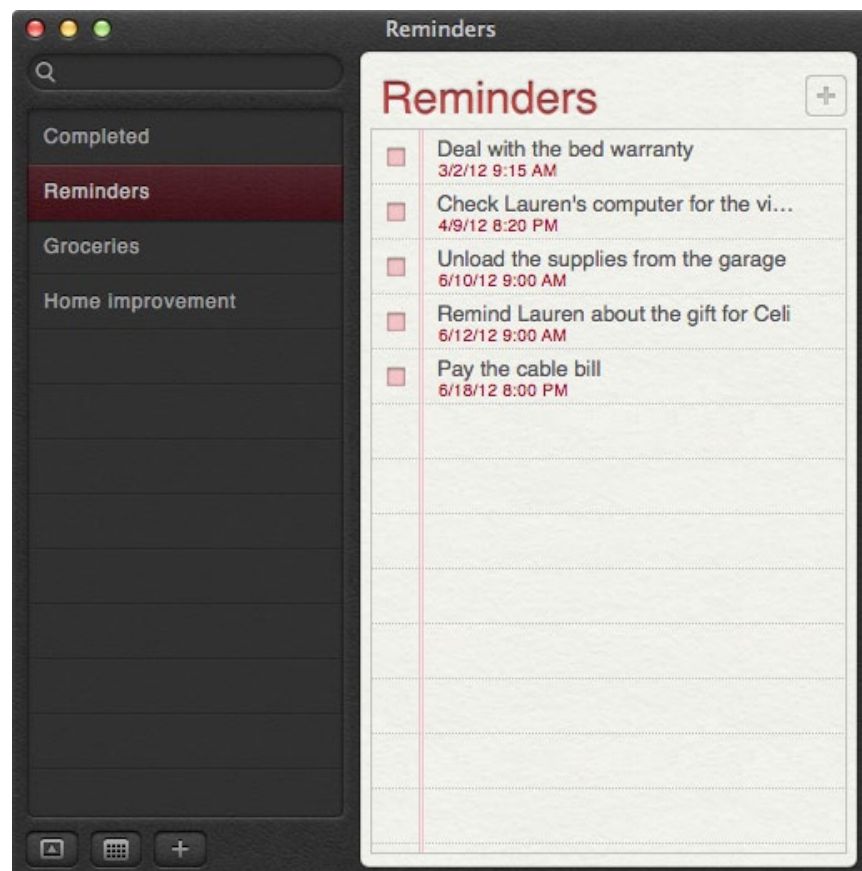 Reminders
Completed
Reminders
Groceries
Home improvement
Reminders
Deal with the bed warranty
3/2/12 9:15 AM
Check Lauren's computer for the vi…
4/9/12 8:20 PM
Unload the supplies from the garage
6/10/12 9:00 AM
Remind Lauren about the gift for Celi
6/12/12 9:00 AM
Pay the cable bill
6/18/12 8:00 PM